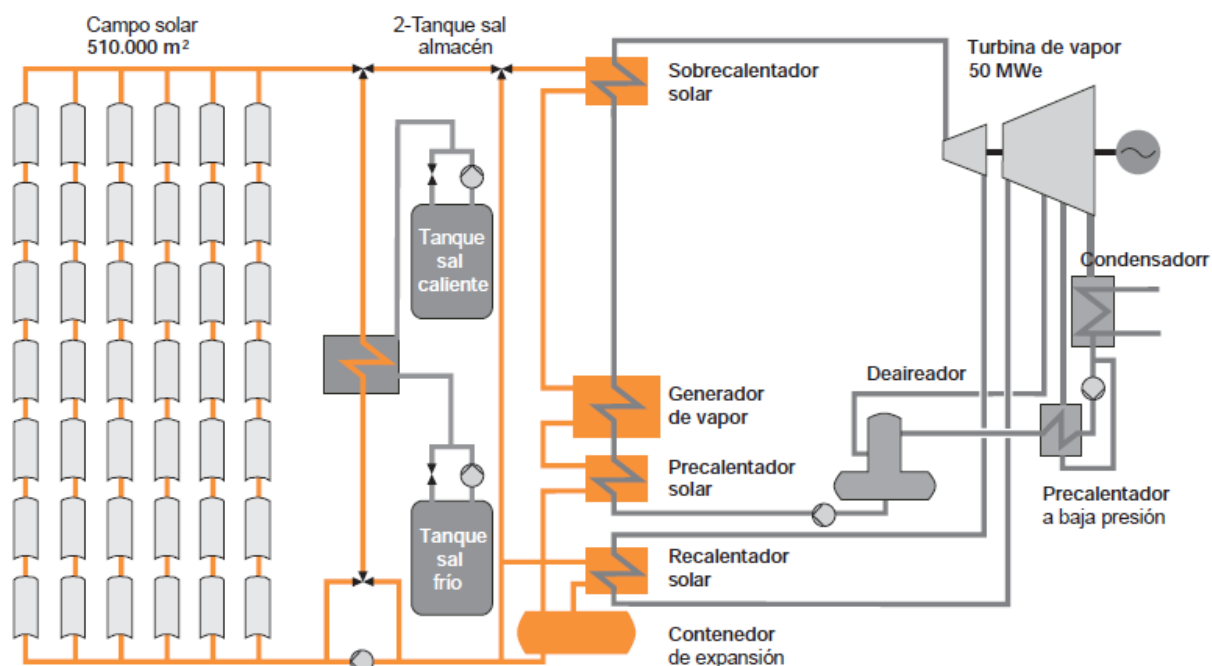 Campo solar
510.000 m²
2-Tanque sal
almacén
Turbina de vapor
50 MWe
Sobrecalentador
solar
Tanque
sal
caliente
Condensadorr
Deaireador
Generador
de vapor
Precalentador
solar
Precalentador
a baja presión
Tanque
sal
frío
Recalentador
solar
Contenedor
de expansión